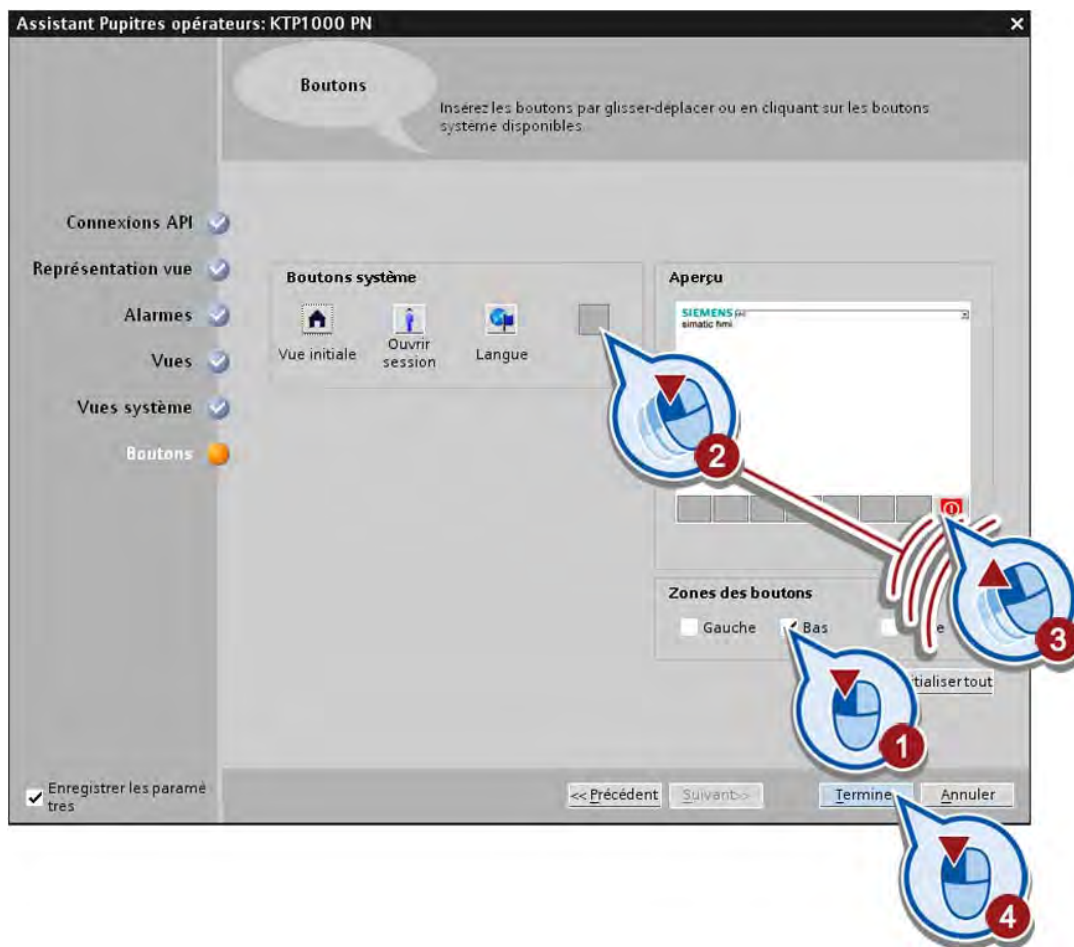 Assistant Pupitres opérateurs: KTP1000 PN
Boutons
Insérez les boutons par glisser-déplacer ou en cliquant sur les boutons
système disponibles.
Connexions API
Représentation vue
Alarmes
Vues
Vues système
Boutons
Boutons système
Vue initiale
Ouvrir
session
Langue
Aperçu
SIEMENS
simatic hmi
2
3
Zones des boutons
Gauche
Bas
e
tialiser tout
1
Enregistrer les paramè
tres
<< Précédent
Suivant>>
Termine
Annuler
4